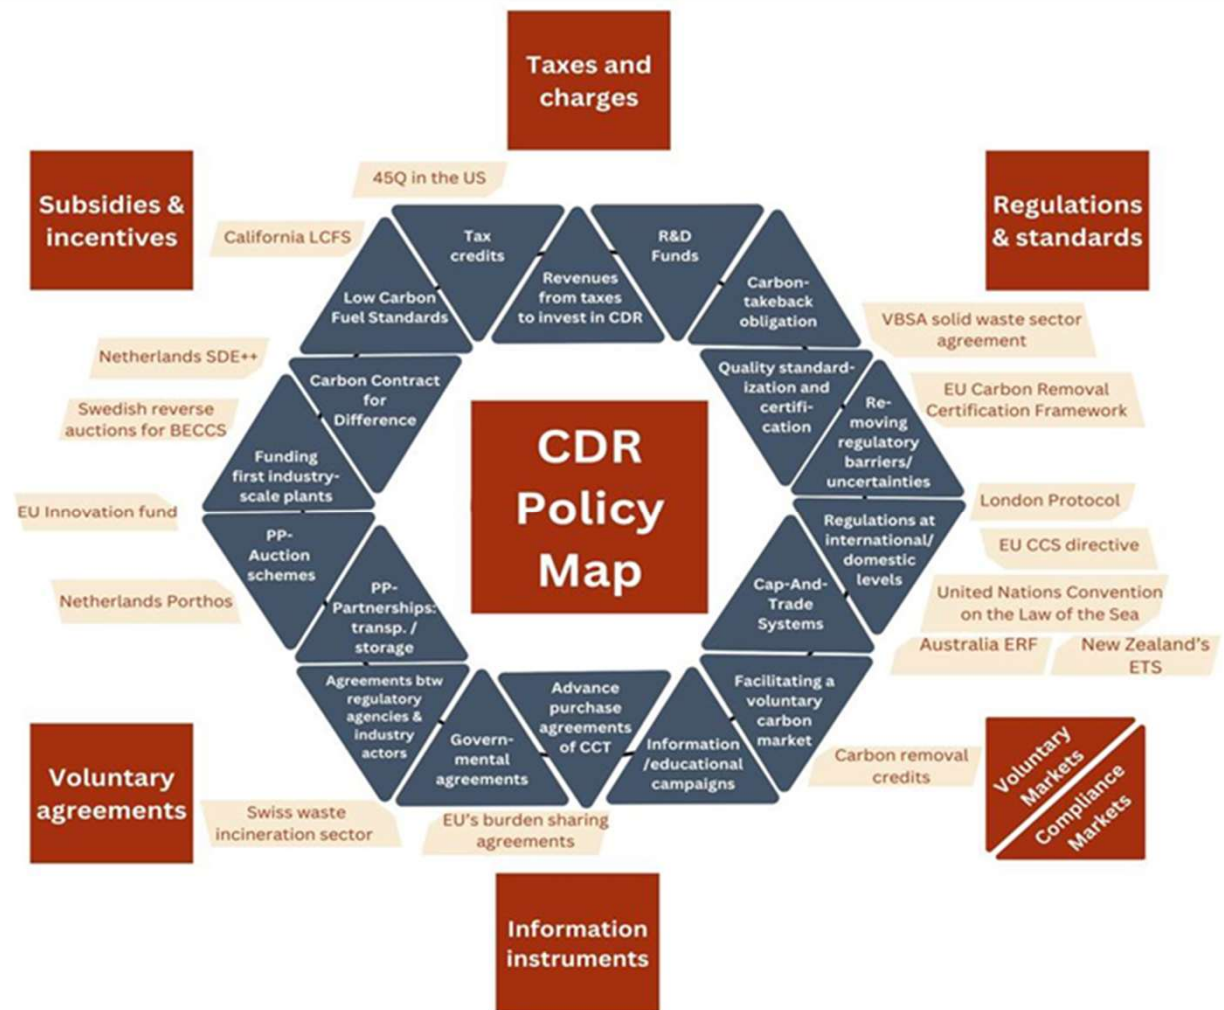 Taxes and
charges
Subsidies &
incentives
Regulations
& standards
45Q in the US
California LCFS
Tax
credits
R&D
Funds
Revenues
from taxes
to invest in CDR
Low Carbon
Fuel Standards
Carbon-
takeback
obligation
VBSA solid waste sector
agreement
Netherlands SDE++
Carbon Contract
for
Difference
Quality standard-
ization and
certifi-
cation
EU Carbon Removal
Certification Framework
Swedish reverse
auctions for BECCS
Re-
moving
regulatory
barriers/
uncertainties
CDR
Policy
Map
Funding
first industry-
scale plants
EU Innovation fund
London Protocol
PP-
Auction
schemes
Regulations at
international/
domestic
levels
EU CCS directive
Netherlands Porthos
PP-
Partnerships:
transp. /
storage
Cap-And-
Trade
Systems
United Nations Convention
on the Law of the Sea
Australia ERF
New Zealand's
ETS
Agreements btw
regulatory
agencies &
industry
actors
Govern-
mental
agreements
Advance
purchase
agreements
of CCT
Information
/educational
campaigns
Facilitating a
voluntary
carbon
market
Carbon removal
credits
Voluntary
Markets
Compliance
Markets
Voluntary
agreements
Swiss waste
incineration sector
EU's burden sharing
agreements
Information
instruments